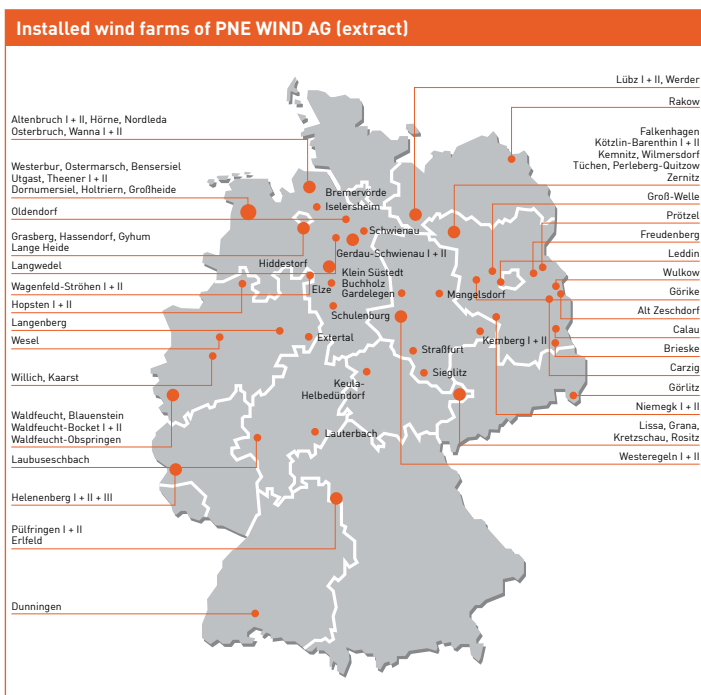 Installed wind farms of PNE WIND AG (extract)
Altenbruch I + II, Hörne, Nordleda
Osterbruch, Wanna I + II
Westerbur, Ostermarsch, Bensersiel
Utgast, Theener I + II
Dornumersiel, Holtriern, Großheide
Oldendorf
Grasberg, Hassendorf, Gyhum
Lange Heide
Langwedel
Wagenfeld-Ströhen I + II
Hopsten I + II
Langenberg
Wesel
Willich, Kaarst
Waldfeucht, Blauenstein
Waldfeucht-Bocket I + II
Waldfeucht-Obspringen
Laubuseschbach
Helenenberg I + II + III
Pülfringen I + II
Erlfeld
Dunningen
Bremervörde
Iselersheim
Schwienau
Gerdau-Schwienau I + II
Hiddestorf
Klein Süstedt
Elze
Buchholz
Gardelegen
Mangelsdorf
Schulenburg
Extertal
Kemberg I + II
Straßfurt
Keula-
Helbedündorf
Sieglitz
Lauterbach
Lübz I + II, Werder
Rakow
Falkenhagen
Kötzlin-Barenthin I + II
Kemnitz, Wilmersdorf
Tüchen, Perleberg-Quitzow
Zernitz
Groß-Welle
Prötzel
Freudenberg
Leddin
Wulkow
Görike
Alt Zeschdorf
Calau
Brieske
Carzig
Görlitz
Niemegk I + II
Lissa, Grana,
Kretzschau, Rositz
Westeregeln I + II